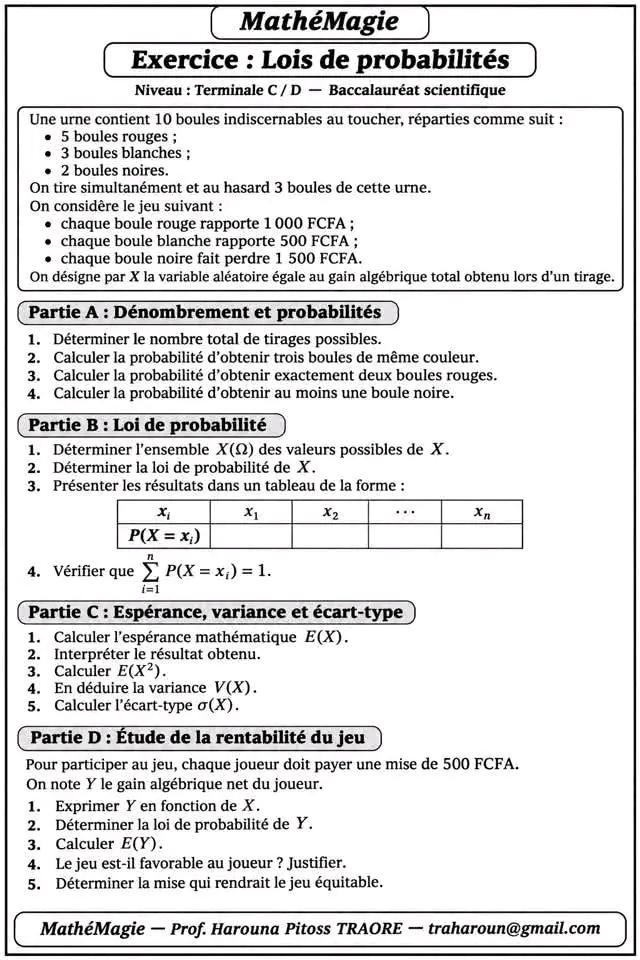 MathéMagie
Exercice : Lois de probabilités
Niveau : Terminale C / D — Baccalauréat scientifique
Une urne contient 10 boules indiscernables au toucher, réparties comme suit :
• 5 boules rouges ;
• 3 boules blanches ;
• 2 boules noires.
On tire simultanément et au hasard 3 boules de cette urne.
On considère le jeu suivant :
• chaque boule rouge rapporte 1 000 FCFA ;
• chaque boule blanche rapporte 500 FCFA ;
• chaque boule noire fait perdre 1 500 FCFA.
On désigne par X la variable aléatoire égale au gain algébrique total obtenu lors d'un tirage.
Partie A : Dénombrement et probabilités
1. Déterminer le nombre total de tirages possibles.
2. Calculer la probabilité d'obtenir trois boules de même couleur.
3. Calculer la probabilité d'obtenir exactement deux boules rouges.
4. Calculer la probabilité d'obtenir au moins une boule noire.
Partie B : Loi de probabilité
1. Déterminer l'ensemble X(Ω) des valeurs possibles de X.
2. Déterminer la loi de probabilité de X.
3. Présenter les résultats dans un tableau de la forme :
xᵢ x₁ x₂ ⋯ xₙ
P(X = xᵢ)
4. Vérifier que ∑ⁿᵢ₌₁ P(X = xᵢ) = 1.
Partie C : Espérance, variance et écart-type
1. Calculer l'espérance mathématique E(X).
2. Interpréter le résultat obtenu.
3. Calculer E(X²).
4. En déduire la variance V(X).
5. Calculer l'écart-type σ(X).
Partie D : Étude de la rentabilité du jeu
Pour participer au jeu, chaque joueur doit payer une mise de 500 FCFA.
On note Y le gain algébrique net du joueur.
1. Exprimer Y en fonction de X.
2. Déterminer la loi de probabilité de Y.
3. Calculer E(Y).
4. Le jeu est-il favorable au joueur ? Justifier.
5. Déterminer la mise qui rendrait le jeu équitable.
MathéMagie — Prof. Harouna Pitoss TRAORE — traharoun@gmail.com